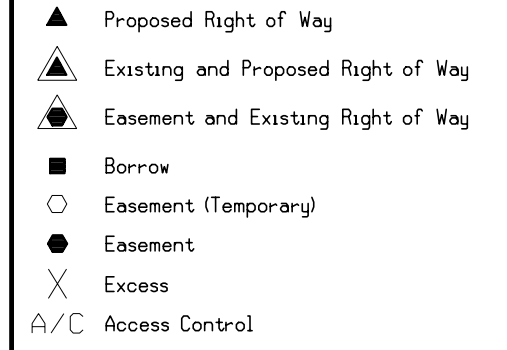 Proposed Right of Way
Existing and Proposed Right of Way
Easement and Existing Right of Way
Borrow
Easement (Temporary)
Easement
Excess
A/C Access Control